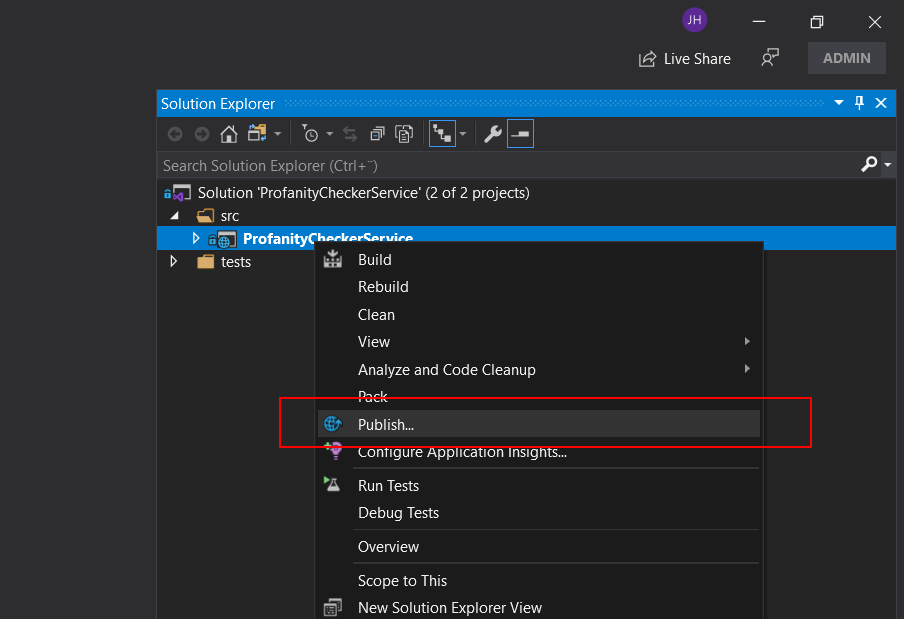 JH
Live Share
ADMIN
Solution Explorer
Search Solution Explorer (Ctrl+¨)
Solution 'ProfanityCheckerService' (2 of 2 projects)
src
ProfanityCheckerService
tests
Build
Rebuild
Clean
View
Analyze and Code Cleanup
Pack
Publish...
Configure Application Insights...
Run Tests
Debug Tests
Overview
Scope to This
New Solution Explorer View